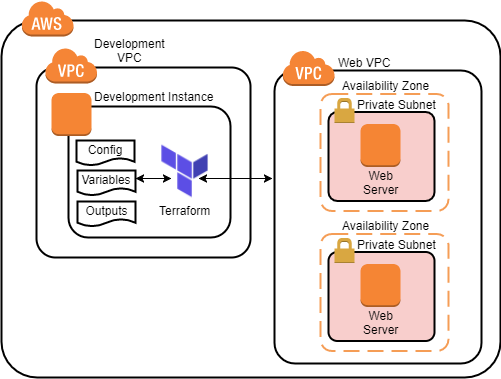 AWS
Development
VPC
VPC
Development Instance
Config
Variables
Outputs
Terraform
VPC
Web VPC
Availability Zone
Private Subnet
Web
Server
Availability Zone
Private Subnet
Web
Server